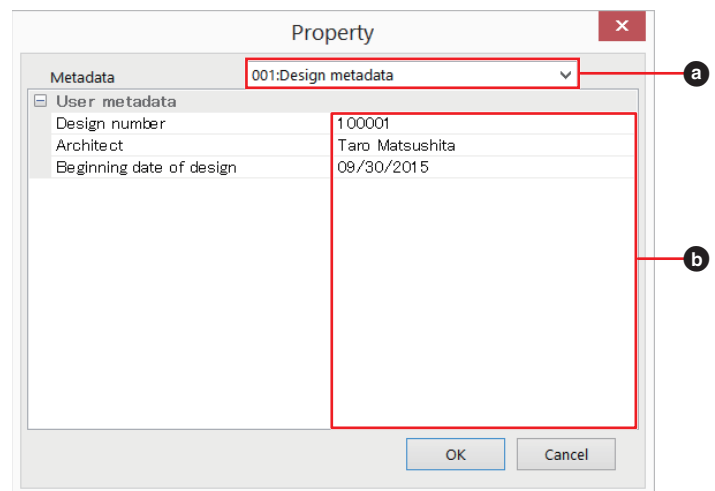 Property
Metadata 001:Design metadata
a
User metadata
Design number 100001
Architect Taro Matsushita
Beginning date of design 09/30/2015
b
OK Cancel